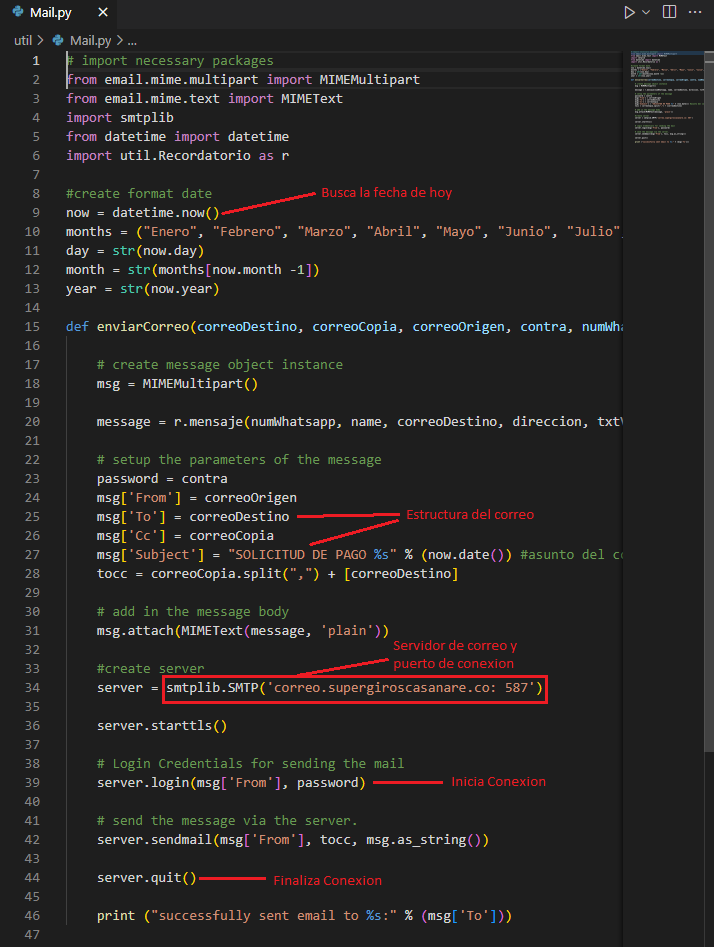 Mail.py ×
util > Mail.py > ...
1 # import necessary packages
2 from email.mime.multipart import MIMEMultipart
3 from email.mime.text import MIMEText
4 import smtplib
5 from datetime import datetime
6 import util.Recordatorio as r
7
8 #create format date
Busca la fecha de hoy
9 now = datetime.now()
10 months = ("Enero", "Febrero", "Marzo", "Abril", "Mayo", "Junio", "Julio",
11 day = str(now.day)
12 month = str(months[now.month -1])
13 year = str(now.year)
14
15 def enviarCorreo(correoDestino, correoCopia, correoOrigen, contra, numWha
16
17 # create message object instance
18 msg = MIMEMultipart()
19
20 message = r.mensaje(numWhatsapp, name, correoDestino, direccion, txtV
21
22 # setup the parameters of the message
23 password = contra
24 msg['From'] = correoOrigen
25 msg['To'] = correoDestino
Estructura del correo
26 msg['Cc'] = correoCopia
27 msg['Subject'] = "SOLICITUD DE PAGO %s" % (now.date()) #asunto del co
28 tocc = correoCopia.split(",") + [correoDestino]
29
30 # add in the message body
31 msg.attach(MIMEText(message, 'plain'))
32
Servidor de correo y
puerto de conexion
33 #create server
34 server = smtplib.SMTP('correo.supergiroscasanare.co: 587')
35
36 server.starttls()
37
38 # Login Credentials for sending the mail
39 server.login(msg['From'], password)
Inicia Conexion
40
41 # send the message via the server.
42 server.sendmail(msg['From'], tocc, msg.as_string())
43
44 server.quit()
Finaliza Conexion
45
46 print ("successfully sent email to %s:" % (msg['To']))
47